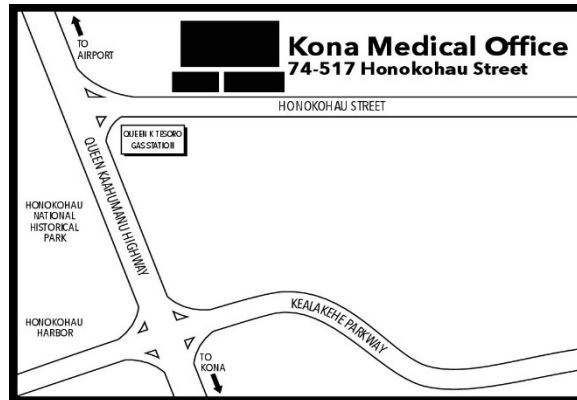 TO
AIRPORT
Kona Medical Office
74-517 Honokohau Street
HONOKOHAU STREET
QUEEN K TESORO
GAS STATION
QUEEN KAAHUMANU HIGHWAY
HONOKOHAU
NATIONAL
HISTORICAL
PARK
HONOKOHAU
HARBOR
KEALAKEHE PARKWAY
TO
KONA